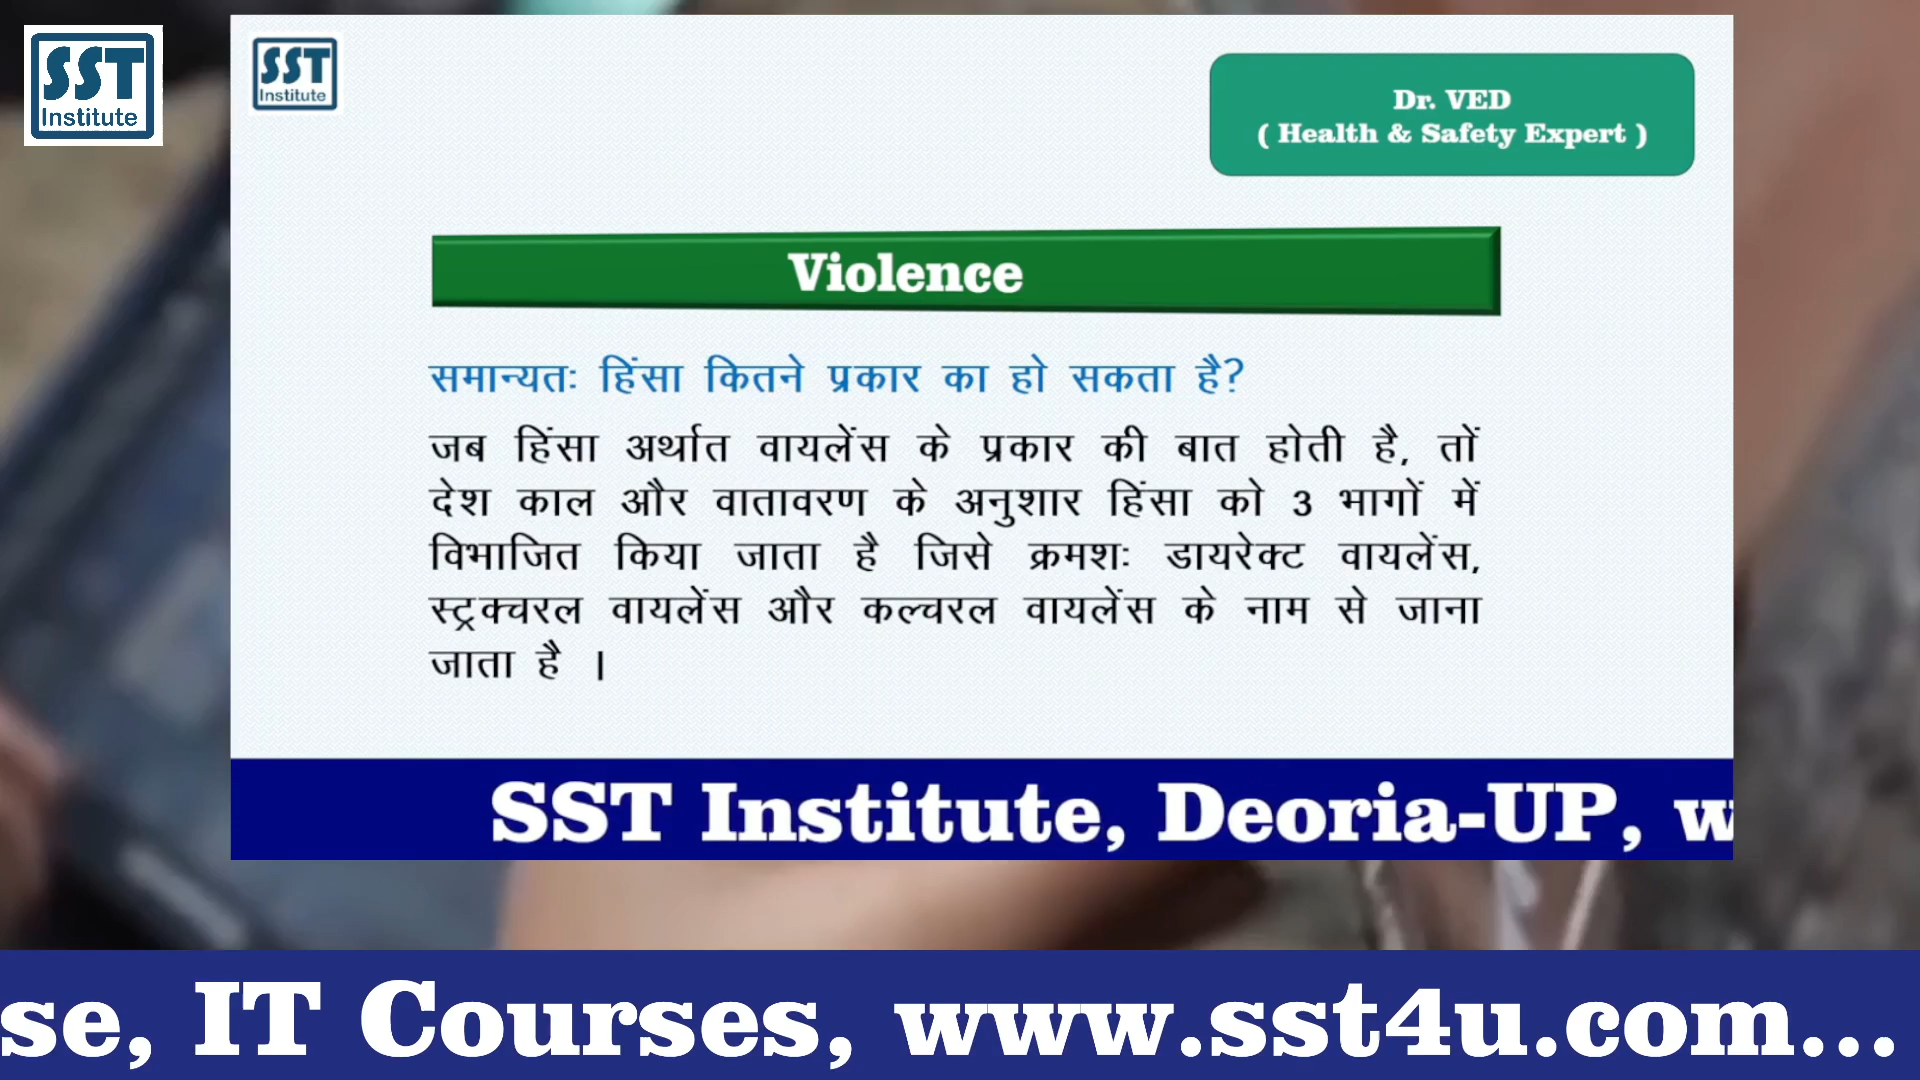 SST
Institute
SST
Institute
Dr. VED
( Health & Safety Expert )
Violence
समान्यतः हिंसा कितने प्रकार का हो सकता है?
जब हिंसा अर्थात वायलेंस के प्रकार की बात होती है, तों
देश काल और वातावरण के अनुशार हिंसा को 3 भागों में
विभाजित किया जाता है जिसे क्रमशः डायरेक्ट वायलेंस,
स्ट्रक्चरल वायलेंस और कल्चरल वायलेंस के नाम से जाना
जाता है ।
SST Institute, Deoria-UP, w
se, IT Courses, www.sst4u.com...